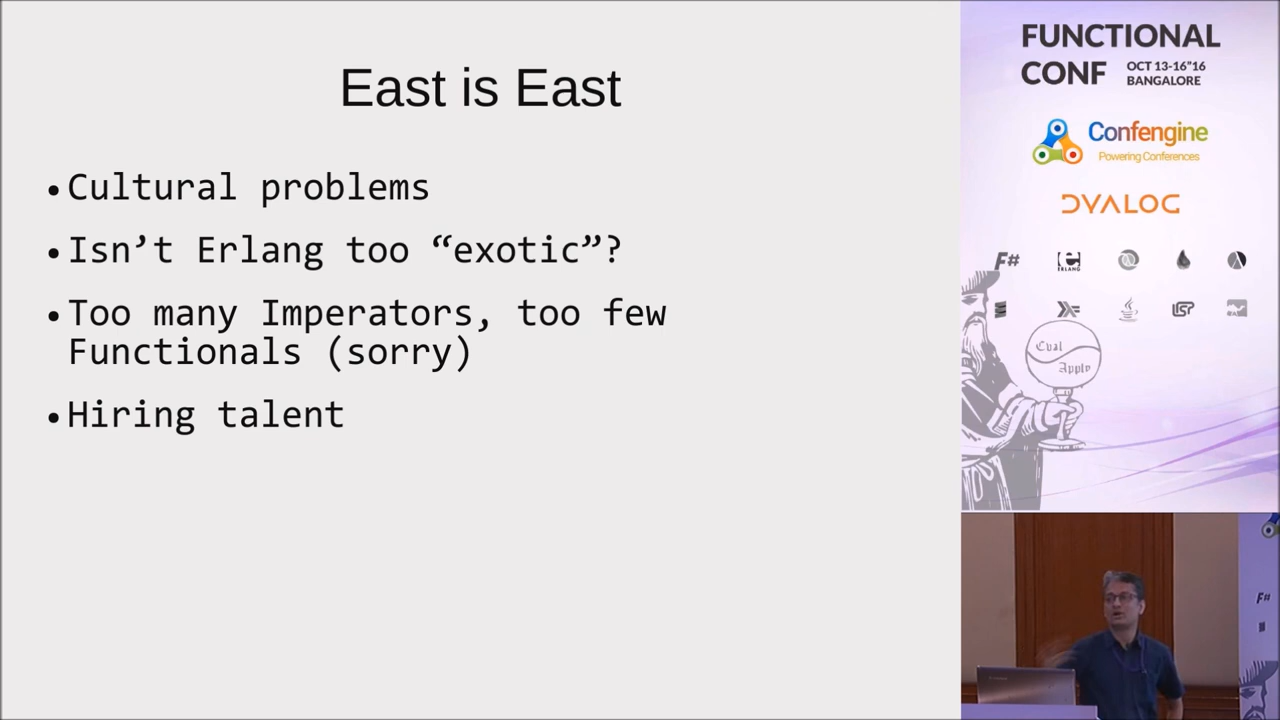 East is East
•Cultural problems
•Isn’t Erlang too “exotic”?
•Too many Imperators, too few
Functionals (sorry)
•Hiring talent
FUNCTIONAL
CONF OCT 13-16"16
BANGALORE
Confengine
Powering Conferences
DYALOG
F#
e
ERLANG
Eval
Apply
F#